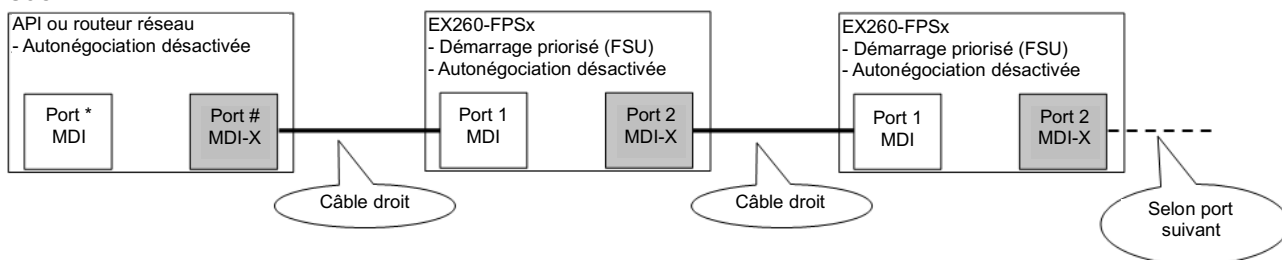 API ou routeur réseau
- Autonégociation désactivée
Port *
MDI
Port #
MDI-X
EX260-FPSx
- Démarrage priorisé (FSU)
- Autonégociation désactivée
Port 1
MDI
Port 2
MDI-X
EX260-FPSx
- Démarrage priorisé (FSU)
- Autonégociation désactivée
Port 1
MDI
Port 2
MDI-X
Câble droit
Câble droit
Selon port
suivant